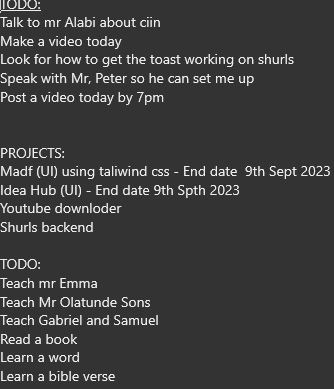 TODO:
Talk to mr Alabi about ciin
Make a video today
Look for how to get the toast working on shurls
Speak with Mr, Peter so he can set me up
Post a video today by 7pm
PROJECTS:
Madf (UI) using taliwind css - End date  9th Sept 2023
Idea Hub (UI) - End date 9th Spth 2023
Youtube downloder
Shurls backend
TODO:
Teach mr Emma
Teach Mr Olatunde Sons
Teach Gabriel and Samuel
Read a book
Learn a word
Learn a bible verse